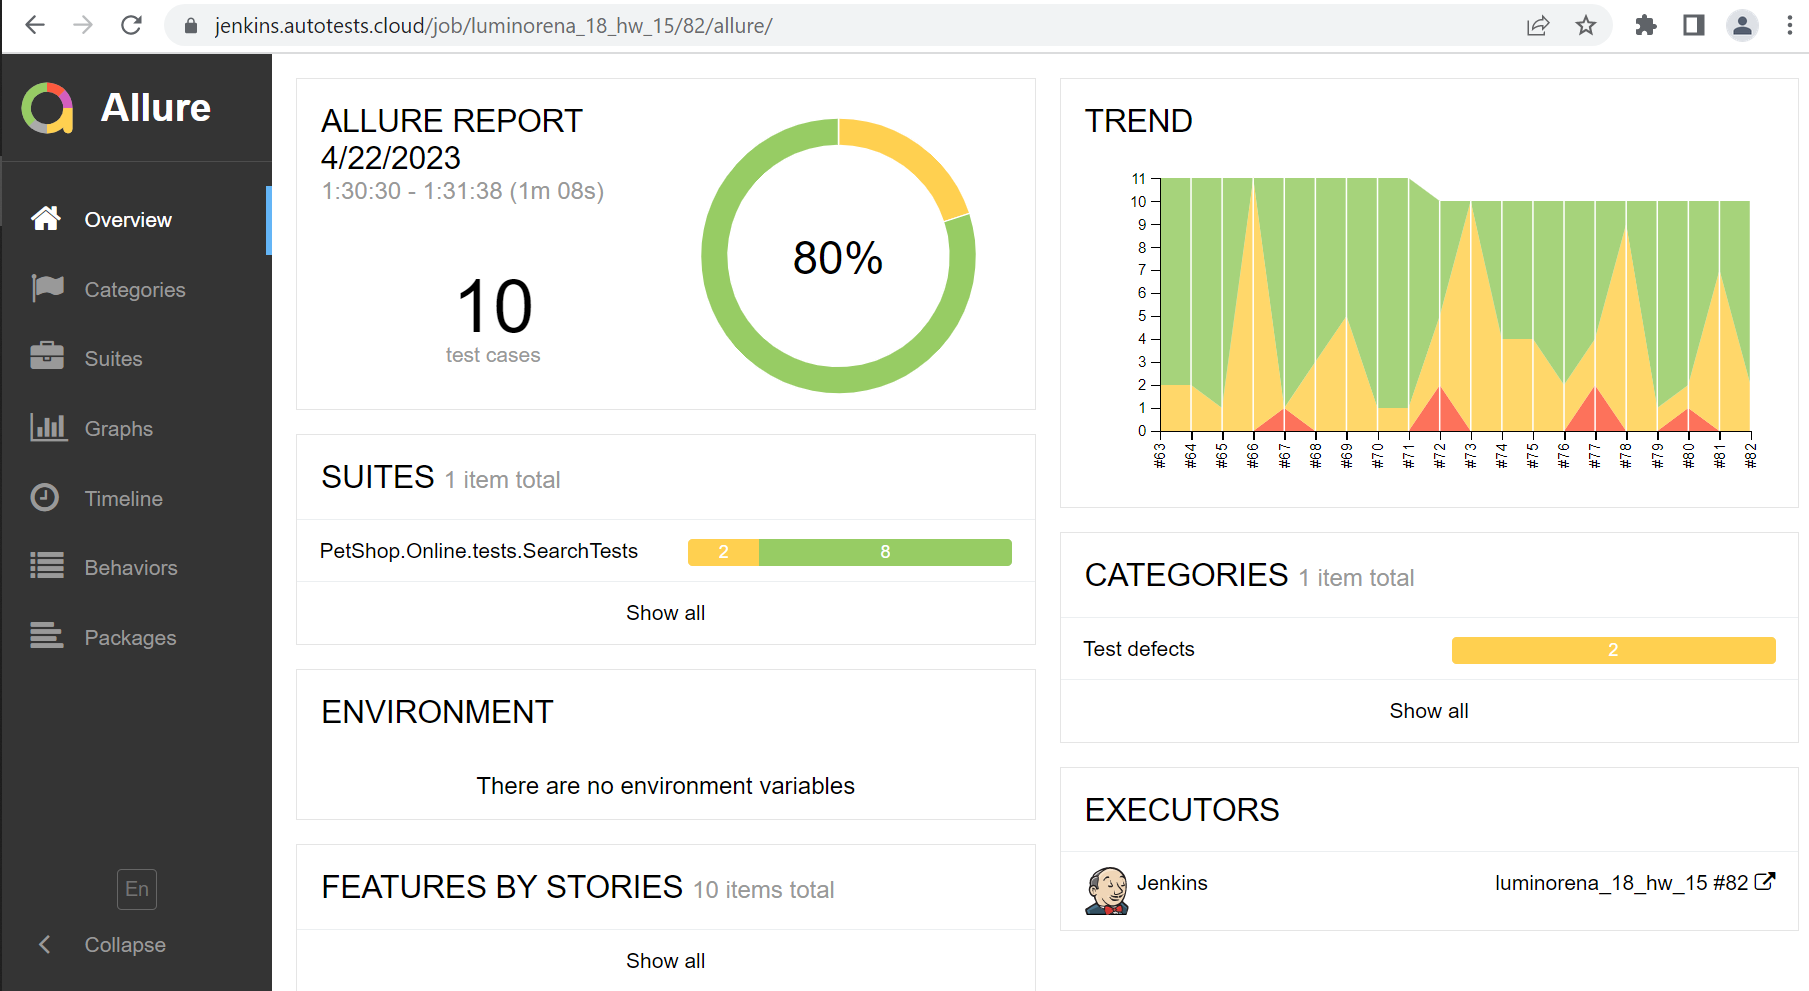 jenkins.autotests.cloud/job/luminorena_18_hw_15/82/allure/
Allure
Overview
Categories
Suites
Graphs
Timeline
Behaviors
Packages
En
Collapse
ALLURE REPORT
4/22/2023
1:30:30 - 1:31:38 (1m 08s)
10
test cases
80%
SUITES 1 item total
PetShop.Online.tests.SearchTests 2 8
Show all
ENVIRONMENT
There are no environment variables
FEATURES BY STORIES 10 items total
Show all
TREND
11
10
9
8
7
6
5
4
3
2
1
0
#63 #64 #65 #66 #67 #68 #69 #70 #71 #72 #73 #74 #75 #76 #77 #78 #79 #80 #81 #82
CATEGORIES 1 item total
Test defects 2
Show all
EXECUTORS
Jenkins luminorena_18_hw_15 #82